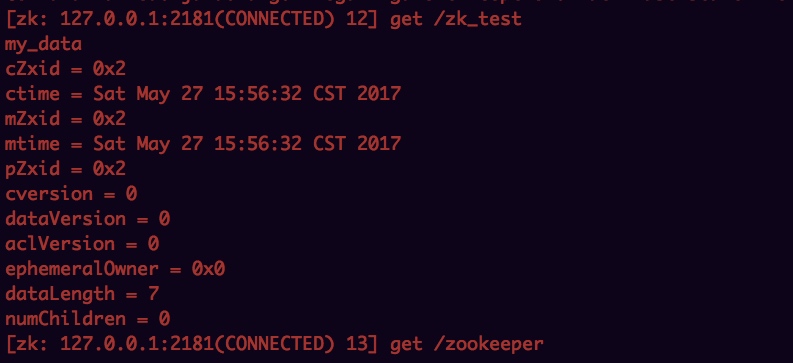 [zk: 127.0.0.1:2181(CONNECTED) 12] get /zk_test
my_data
cZxid = 0x2
ctime = Sat May 27 15:56:32 CST 2017
mZxid = 0x2
mtime = Sat May 27 15:56:32 CST 2017
pZxid = 0x2
cversion = 0
dataVersion = 0
aclVersion = 0
ephemeralOwner = 0x0
dataLength = 7
numChildren = 0
[zk: 127.0.0.1:2181(CONNECTED) 13] get /zookeeper